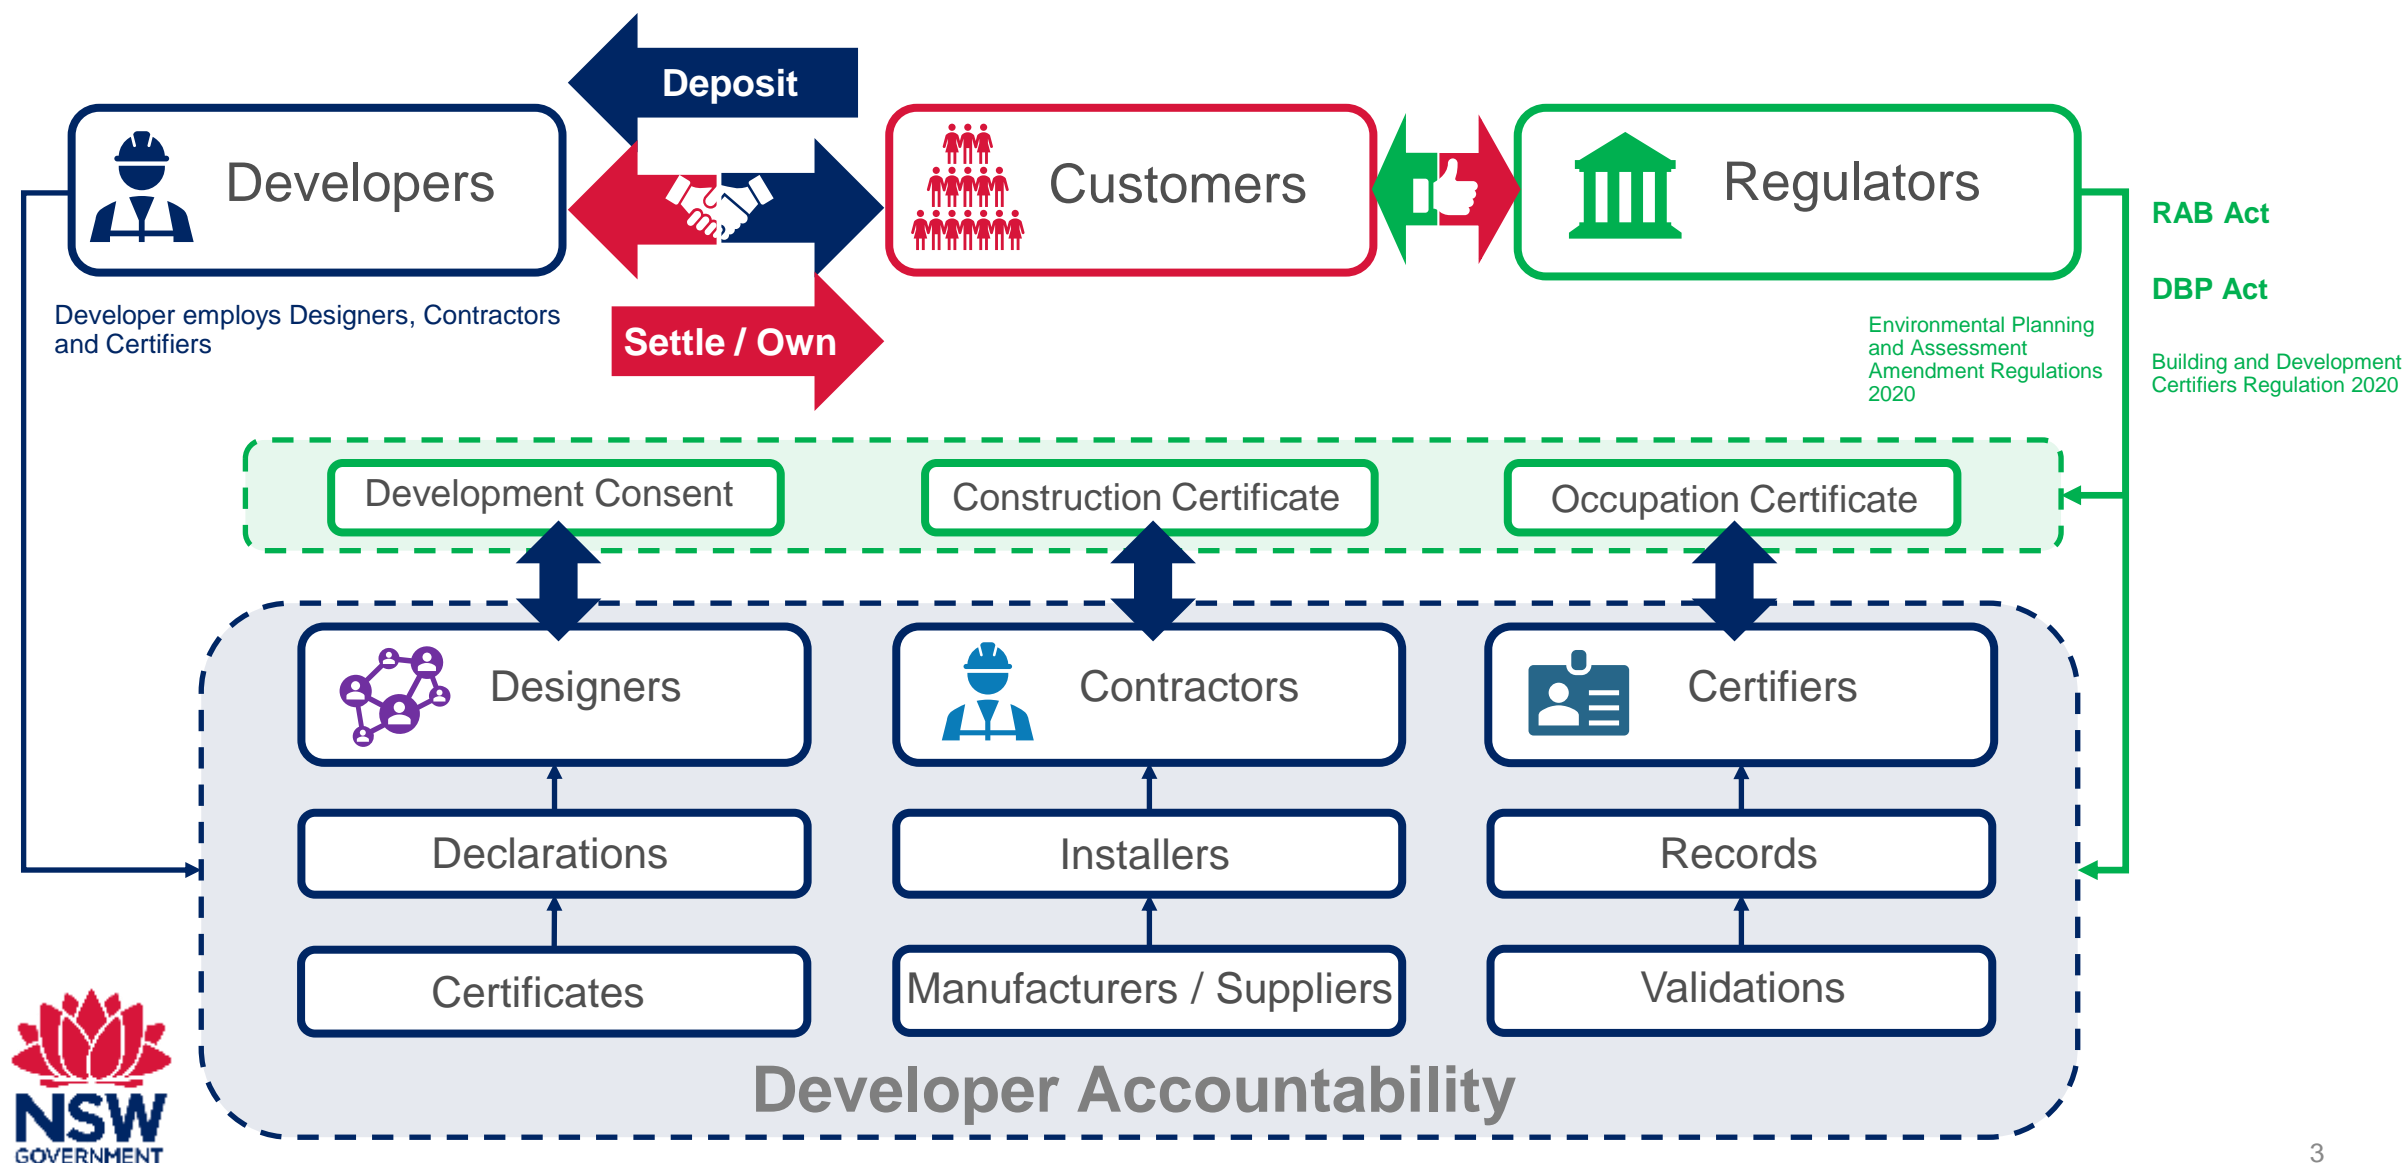 Deposit
Developers
Customers
Regulators
RAB Act
DBP Act
Developer employs Designers, Contractors
and Certifiers
Settle / Own
Environmental Planning
and Assessment
Amendment Regulations
2020
Building and Development
Certifiers Regulation 2020
Development Consent
Construction Certificate
Occupation Certificate
Designers
Contractors
Certifiers
Declarations
Installers
Records
Certificates
Manufacturers / Suppliers
Validations
Developer Accountability
NSW
GOVERNMENT
3